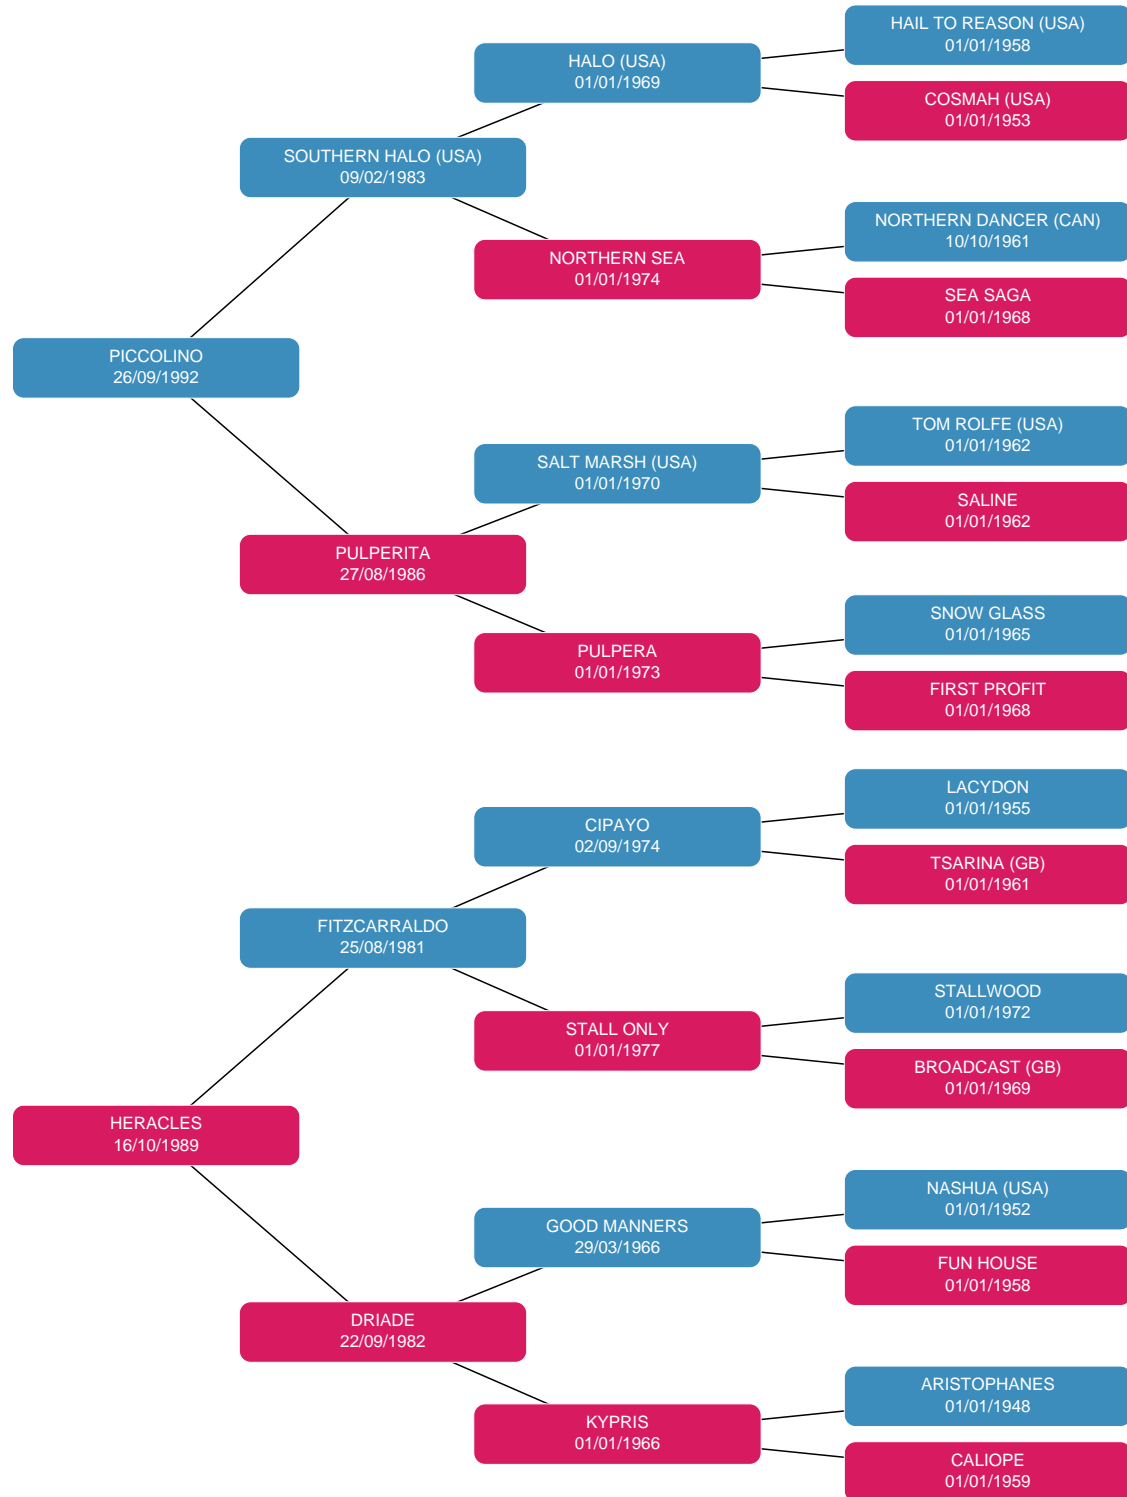 HAIL TO REASON (USA)
01/01/1958
HALO (USA)
01/01/1969
COSMAH (USA)
01/01/1953
SOUTHERN HALO (USA)
09/02/1983
NORTHERN DANCER (CAN)
10/10/1961
NORTHERN SEA
01/01/1974
SEA SAGA
01/01/1968
PICCOLINO
26/09/1992
TOM ROLFE (USA)
01/01/1962
SALT MARSH (USA)
01/01/1970
SALINE
01/01/1962
PULPERITA
27/08/1986
SNOW GLASS
01/01/1965
PULPERA
01/01/1973
FIRST PROFIT
01/01/1968
LACYDON
01/01/1955
CIPAYO
02/09/1974
TSARINA (GB)
01/01/1961
FITZCARRALDO
25/08/1981
STALLWOOD
01/01/1972
STALL ONLY
01/01/1977
BROADCAST (GB)
01/01/1969
HERACLES
16/10/1989
NASHUA (USA)
01/01/1952
GOOD MANNERS
29/03/1966
FUN HOUSE
01/01/1958
DRIADE
22/09/1982
ARISTOPHANES
01/01/1948
KYPRIS
01/01/1966
CALIOPE
01/01/1959